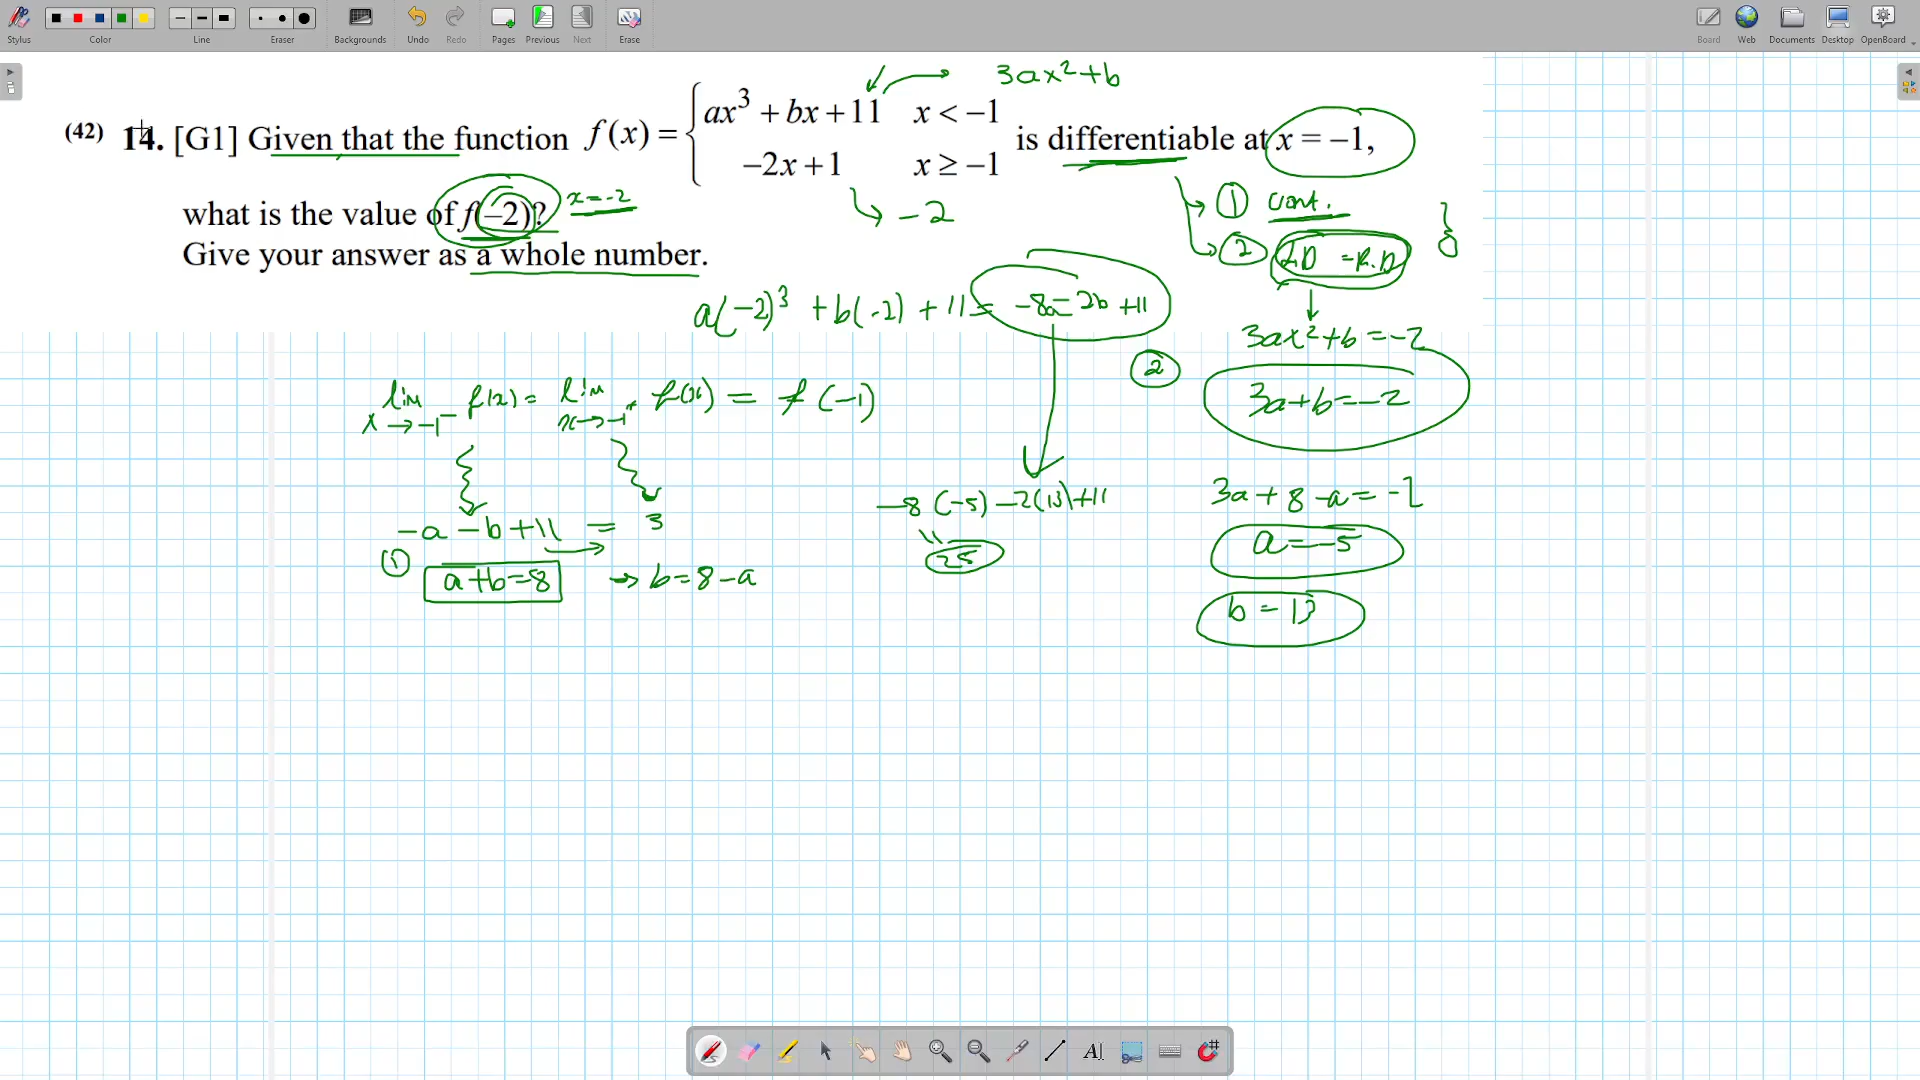 Stylus Color Line Eraser Backgrounds Undo Redo Pages Previous Next Erase Board Web Documents Desktop OpenBoard
3ax²+b
(42) 14. [G1] Given that the function f(x) = { ax³ + bx + 11 x < −1
−2x + 1 x ≥ −1 is differentiable at x = −1,
what is the value of f(−2)? x=-2
→ -2
① cont.
② L.D = R.D
Give your answer as a whole number.
a(-2)³ + b(-2) + 11 = -8a - 2b + 11
3ax²+b=-2
② 3a+b=-2
lim x→-1⁻ f(x) = lim x→-1⁺ f(x) = f(-1)
-8(-5)-2(13)+11
3a+8-a=-2
-a-b+11 = 3
25
a=-5
① a+b=8 → b=8-a
b=13